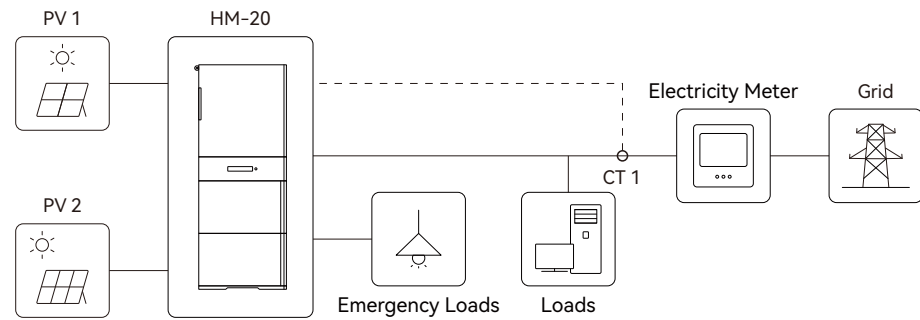 PV 1
HM-20
Electricity Meter
Grid
CT 1
PV 2
Emergency Loads
Loads